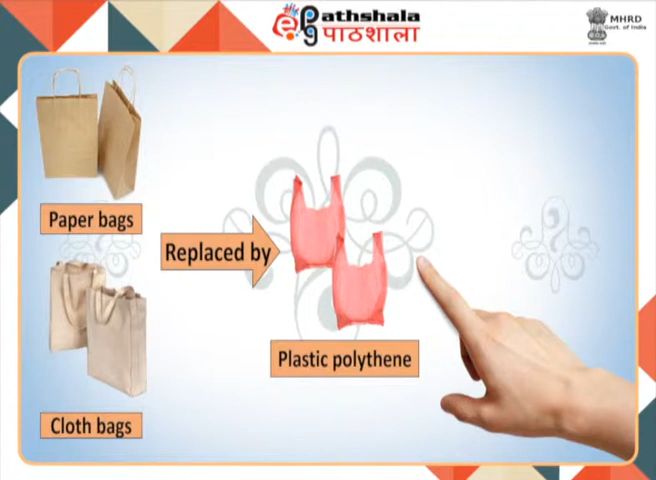 Pathshala
पाठशाला
MHRD
Govt. of India
Paper bags
Replaced by
Plastic polythene
Cloth bags